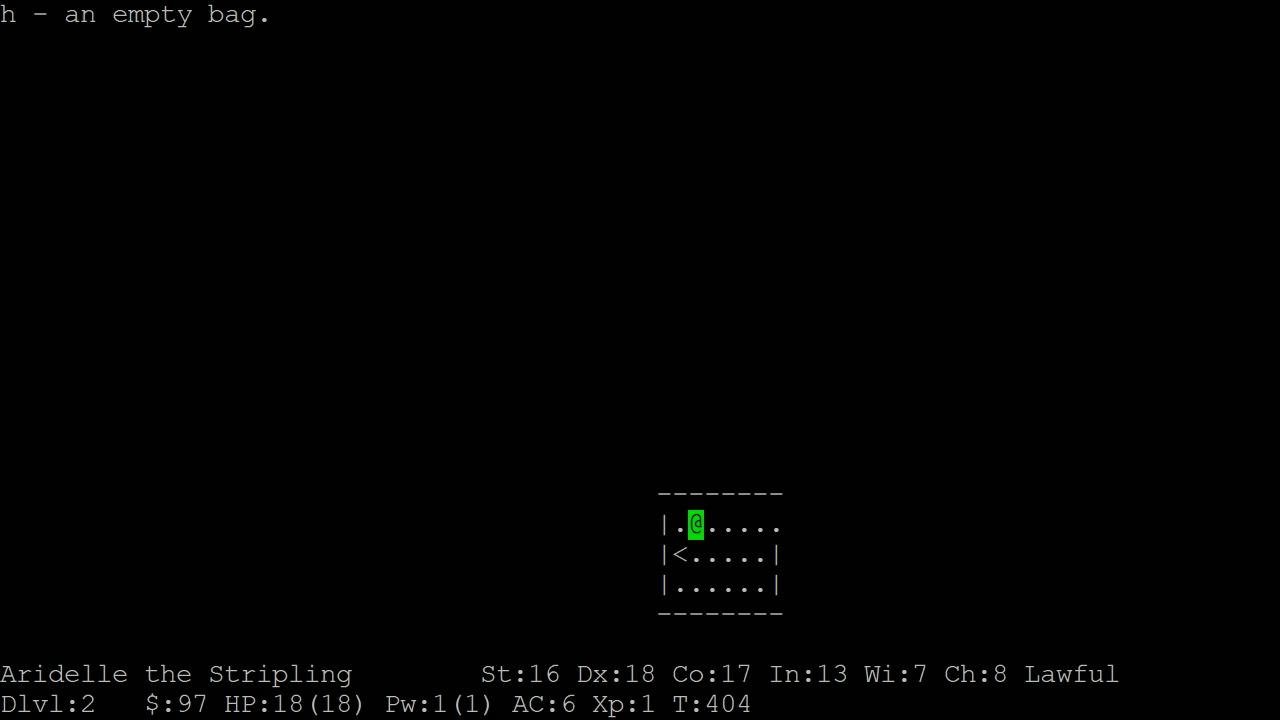 h - an empty bag.
--------
|.@.....
|<.....|
|......|
--------
Aridelle the Stripling St:16 Dx:18 Co:17 In:13 Wi:7 Ch:8 Lawful
Dlvl:2 $:97 HP:18(18) Pw:1(1) AC:6 Xp:1 T:404